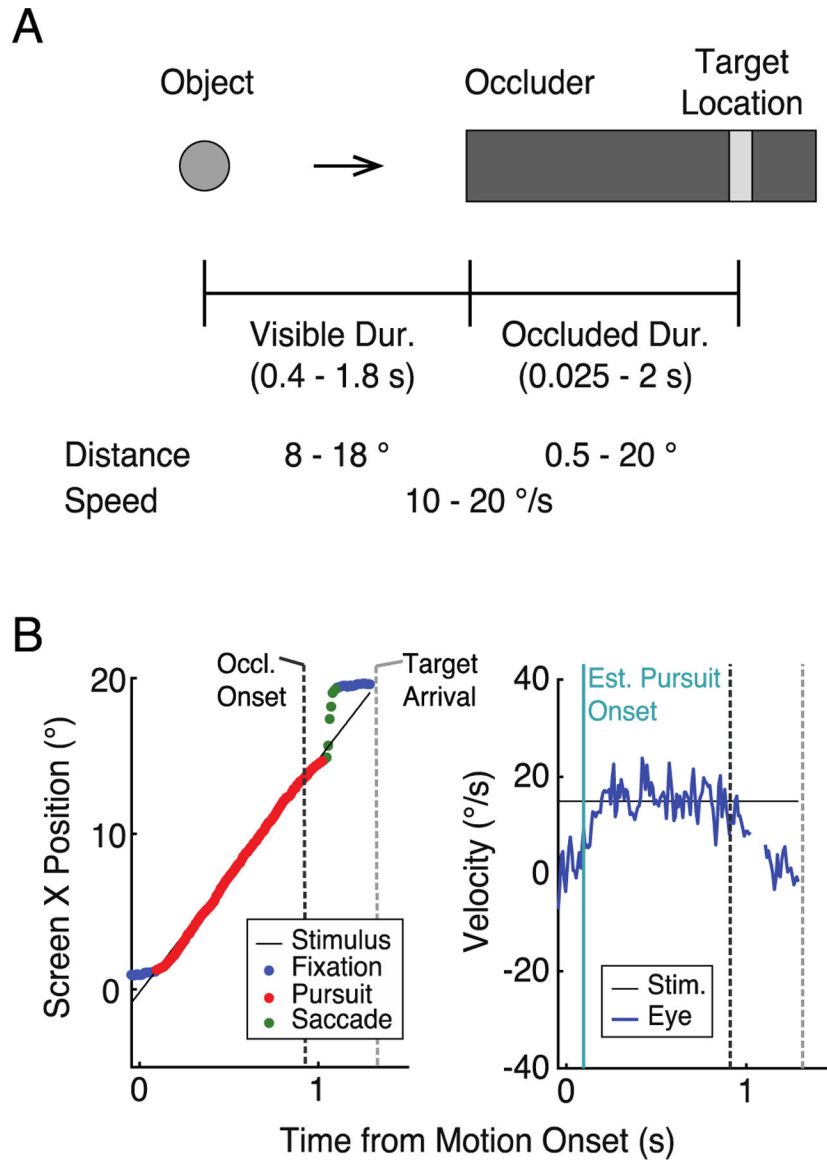 A
Object
Occluder
Target
Location
Visible Dur.
(0.4 - 1.8 s)
Occluded Dur.
(0.025 - 2 s)
Distance
8 - 18 °
0.5 - 20 °
Speed
10 - 20 °/s
B
Occl.
Onset
Target
Arrival
20
10
0
Screen X Position (°)
Stimulus
Fixation
Pursuit
Saccade
0
1
Est. Pursuit
Onset
40
20
0
-20
-40
Velocity (°/s)
Stim.
Eye
0
1
Time from Motion Onset (s)